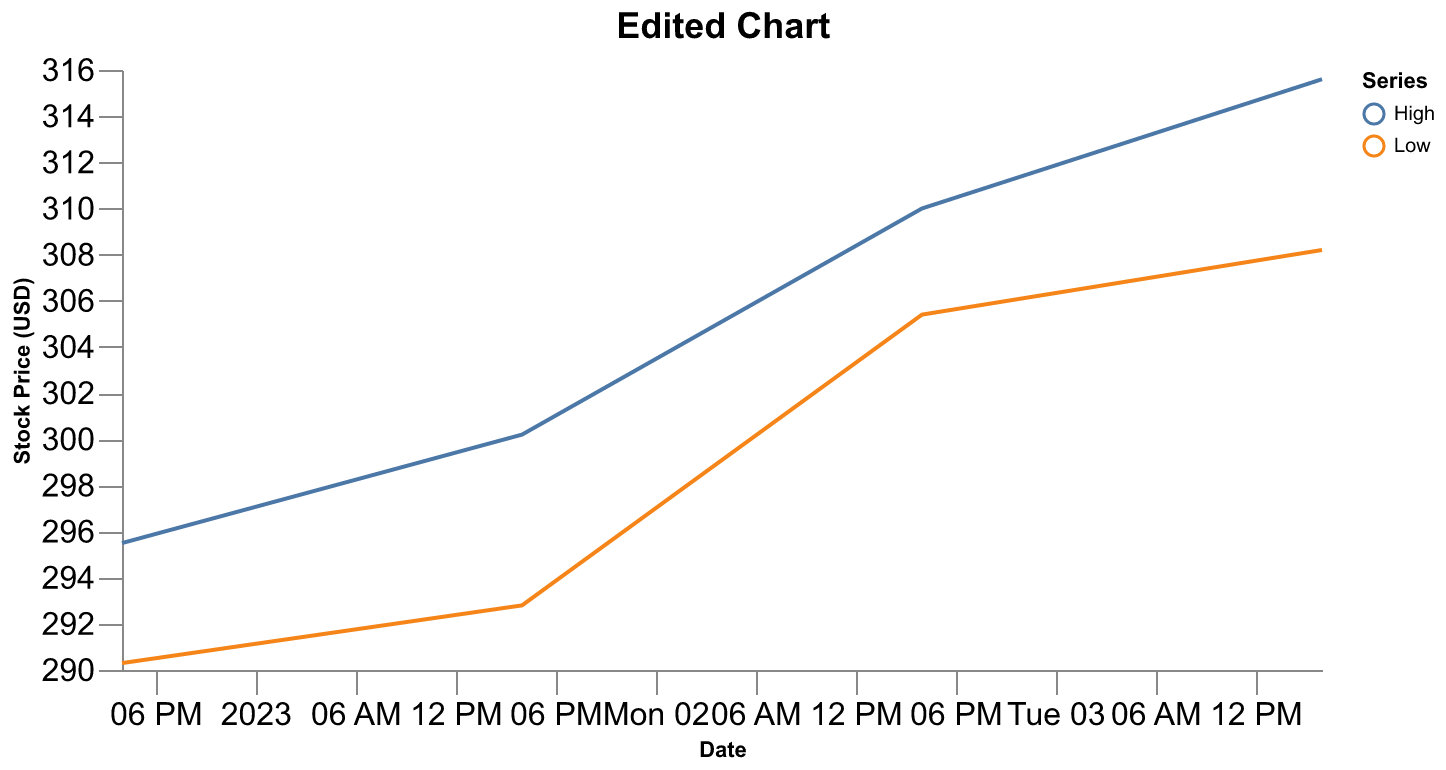 Edited Chart
316
314
312
310
308
306
304
302
300
298
296
294
292
290
Stock Price (USD)
06 PM 2023 06 AM 12 PM 06 PM Mon 02 06 AM 12 PM 06 PM Tue 03 06 AM 12 PM
Date
Series
High
Low